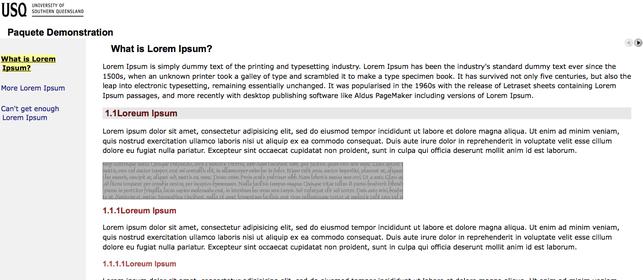 USQ UNIVERSITY OF
SOUTHERN QUEENSLAND
Paquete Demonstration
What is Lorem
Ipsum?
More Lorem Ipsum
Can't get enough
Lorem Ipsum
What is Lorem Ipsum?
Lorem Ipsum is simply dummy text of the printing and typesetting industry. Lorem Ipsum has been the industry's standard dummy text ever since the
1500s, when an unknown printer took a galley of type and scrambled it to make a type specimen book. It has survived not only five centuries, but also the
leap into electronic typesetting, remaining essentially unchanged. It was popularised in the 1960s with the release of Letraset sheets containing Lorem
Ipsum passages, and more recently with desktop publishing software like Aldus PageMaker including versions of Lorem Ipsum.
1.1Loerum Ipsum
Lorem ipsum dolor sit amet, consectetur adipisicing elit, sed do eiusmod tempor incididunt ut labore et dolore magna aliqua. Ut enim ad minim veniam,
quis nostrud exercitation ullamco laboris nisi ut aliquip ex ea commodo consequat. Duis aute irure dolor in reprehenderit in voluptate velit esse cillum
dolore eu fugiat nulla pariatur. Excepteur sint occaecat cupidatat non proident, sunt in culpa qui officia deserunt mollit anim id est laborum.
1.1.1Loreum Ipsum
Lorem ipsum dolor sit amet, consectetur adipisicing elit, sed do eiusmod tempor incididunt ut labore et dolore magna aliqua. Ut enim ad minim veniam,
quis nostrud exercitation ullamco laboris nisi ut aliquip ex ea commodo consequat. Duis aute irure dolor in reprehenderit in voluptate velit esse cillum
dolore eu fugiat nulla pariatur. Excepteur sint occaecat cupidatat non proident, sunt in culpa qui officia deserunt mollit anim id est laborum.
1.1.1.1Loreum Ipsum